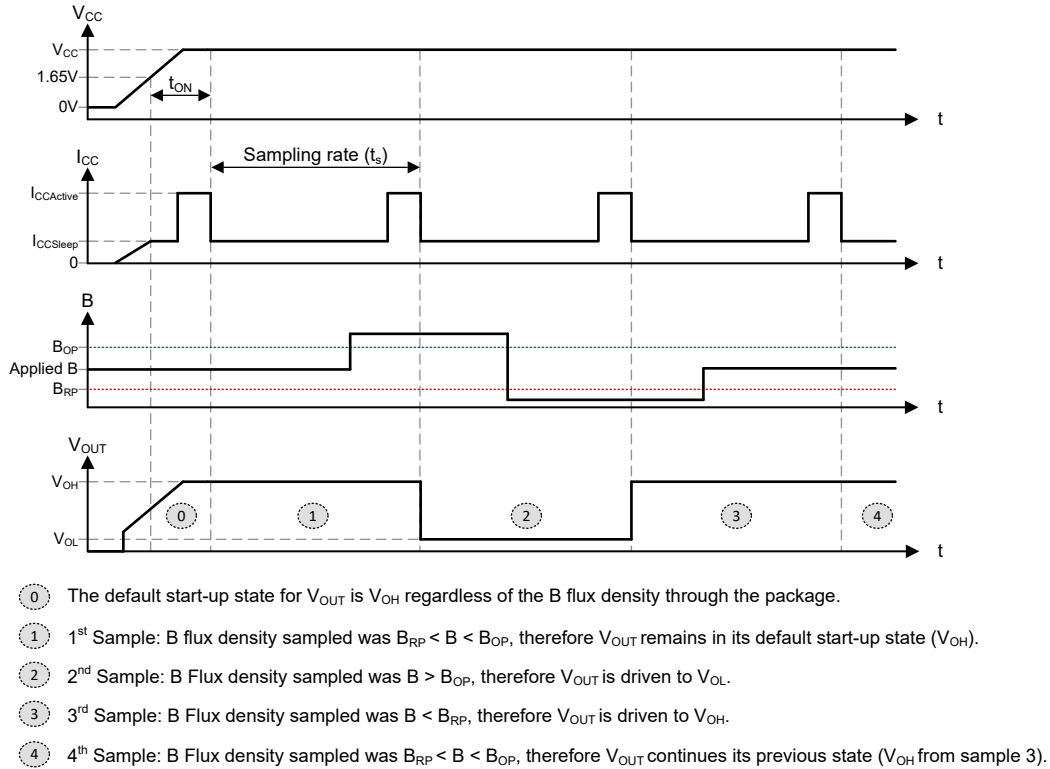 VCC
VCC
1.65V
tON
0V
t
ICC
Sampling rate (ts)
ICCActive
ICCSleep
0
t
B
BOP
Applied B
BRP
t
VOUT
VOH
0
1
2
3
4
VOL
t
0 The default start-up state for VOUT is VOH regardless of the B flux density through the package.
1 1st Sample: B flux density sampled was BRP < B < BOP, therefore VOUT remains in its default start-up state (VOH).
2 2nd Sample: B Flux density sampled was B > BOP, therefore VOUT is driven to VOL.
3 3rd Sample: B Flux density sampled was B < BRP, therefore VOUT is driven to VOH.
4 4th Sample: B Flux density sampled was BRP < B < BOP, therefore VOUT continues its previous state (VOH from sample 3).